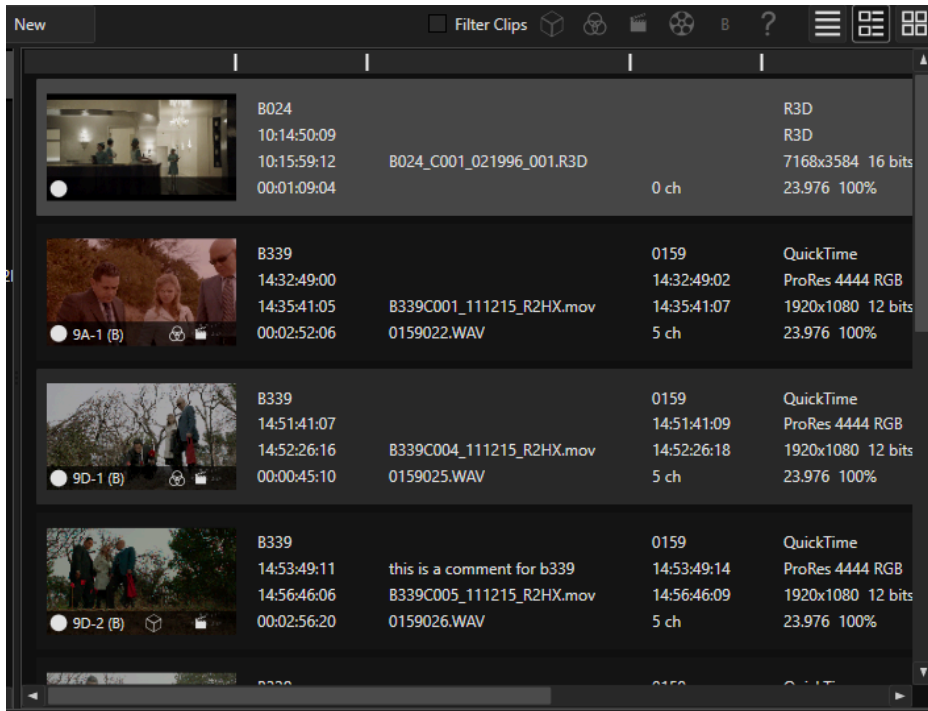 New
Filter Clips B ?
B024 R3D
10:14:50:09 R3D
10:15:59:12 B024_C001_021996_001.R3D 7168x3584 16 bits
00:01:09:04 0 ch 23.976 100%
B339 0159 QuickTime
14:32:49:00 14:32:49:02 ProRes 4444 RGB
14:35:41:05 B339C001_111215_R2HX.mov 14:35:41:07 1920x1080 12 bits
9A-1 (B) 00:02:52:06 0159022.WAV 5 ch 23.976 100%
B339 0159 QuickTime
14:51:41:07 14:51:41:09 ProRes 4444 RGB
14:52:26:16 B339C004_111215_R2HX.mov 14:52:26:18 1920x1080 12 bits
9D-1 (B) 00:00:45:10 0159025.WAV 5 ch 23.976 100%
B339 0159 QuickTime
14:53:49:11 this is a comment for b339 14:53:49:14 ProRes 4444 RGB
14:56:46:06 B339C005_111215_R2HX.mov 14:56:46:09 1920x1080 12 bits
9D-2 (B) 00:02:56:20 0159026.WAV 5 ch 23.976 100%